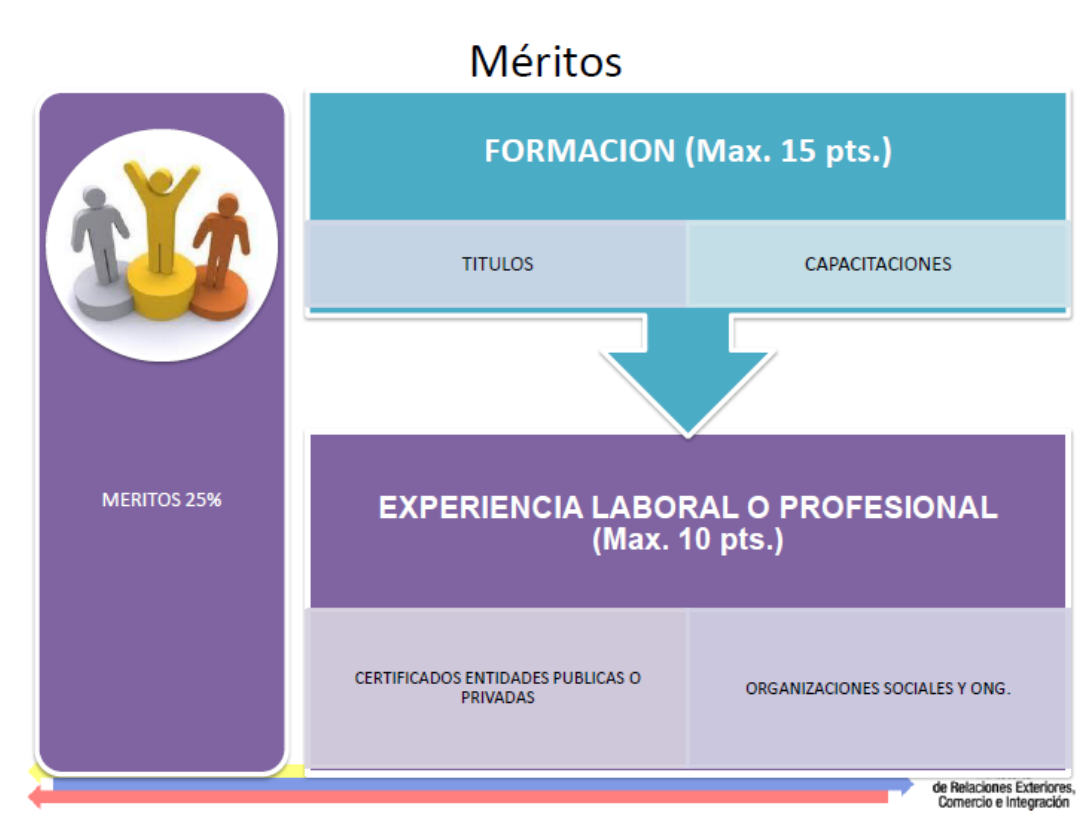 Méritos
MERITOS 25%
FORMACION (Max. 15 pts.)
TITULOS
CAPACITACIONES
EXPERIENCIA LABORAL O PROFESIONAL
(Max. 10 pts.)
CERTIFICADOS ENTIDADES PUBLICAS O
PRIVADAS
ORGANIZACIONES SOCIALES Y ONG.
de Relaciones Exteriores,
Comercio e Integración